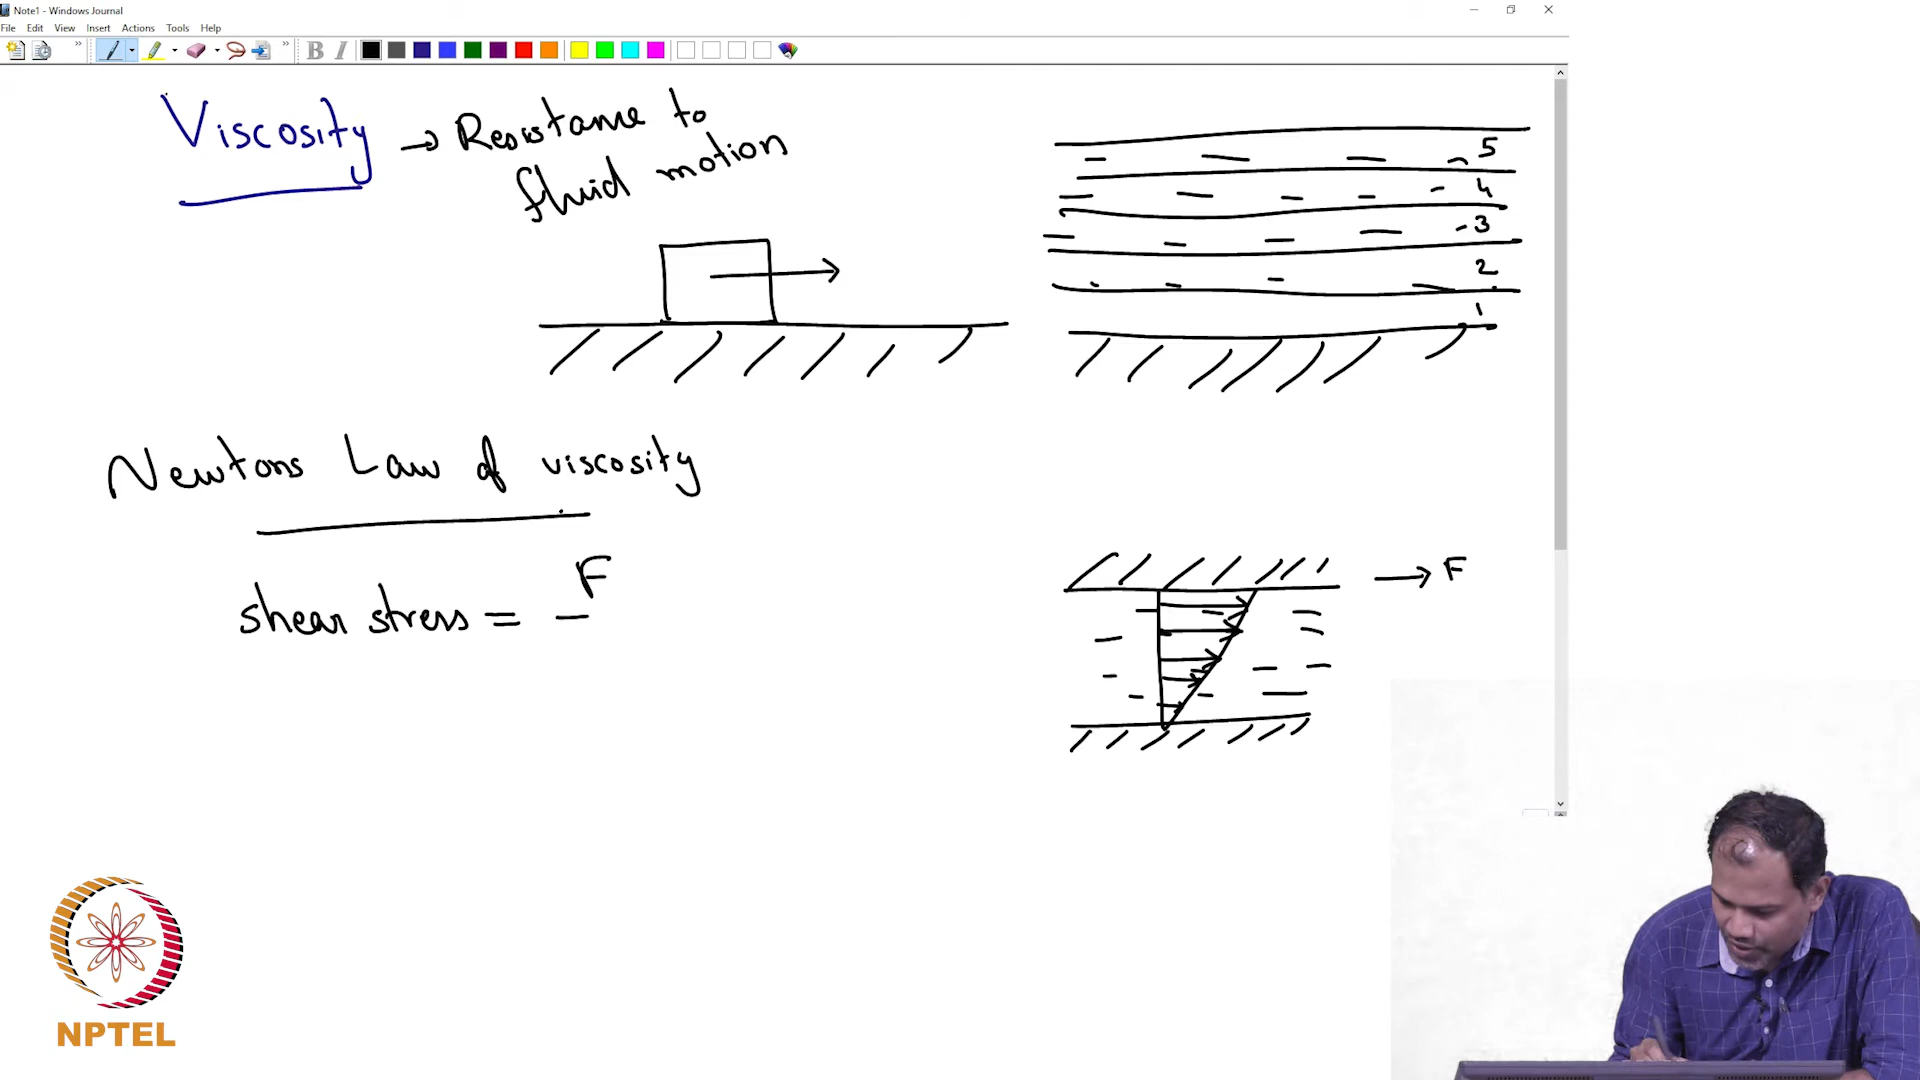 Note1 - Windows Journal
File Edit View Insert Actions Tools Help
B I
Viscosity → Resistance to
fluid motion
5
4
3
2
1
Newtons Law of viscosity
F
shear stress = —
→ F
NPTEL